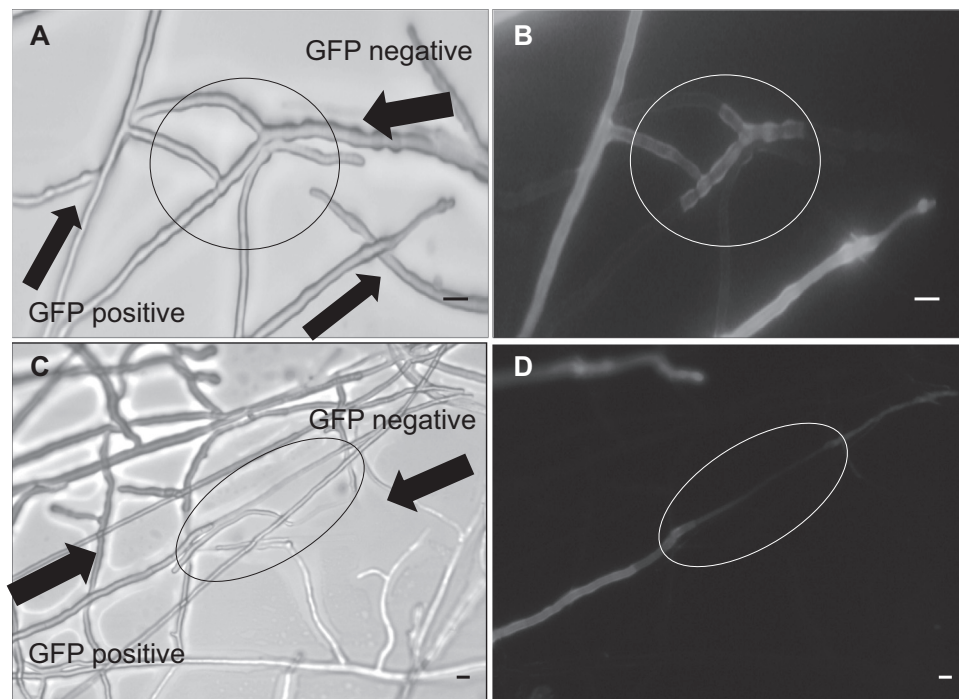 A
GFP negative
GFP positive
B
C
GFP negative
GFP positive
D